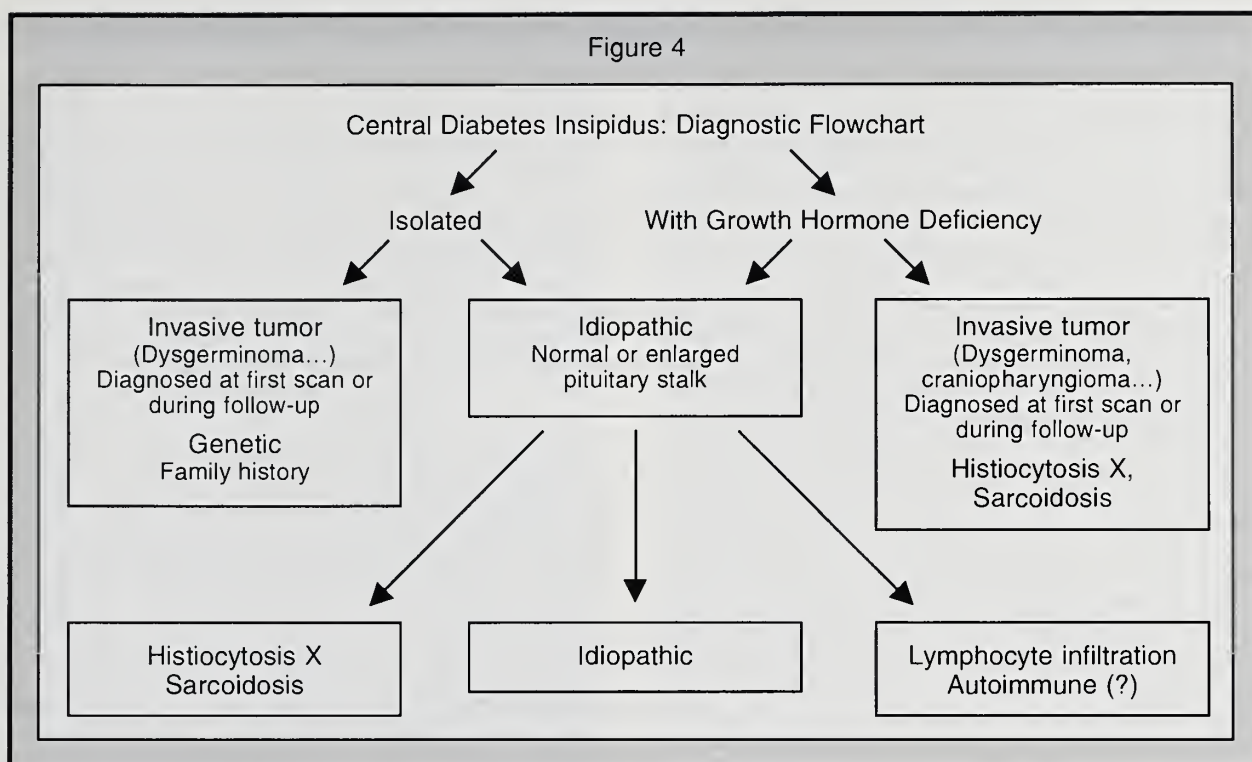 Figure 4
Central Diabetes Insipidus: Diagnostic Flowchart
Isolated
With Growth Hormone Deficiency
Invasive tumor
(Dysgerminoma...)
Diagnosed at first scan or
during follow-up
Genetic
Family history
Idiopathic
Normal or enlarged
pituitary stalk
Invasive tumor
(Dysgerminoma,
craniopharyngioma...)
Diagnosed at first scan or
during follow-up
Histiocytosis X,
Sarcoidosis
Histiocytosis X
Sarcoidosis
Idiopathic
Lymphocyte infiltration
Autoimmune (?)